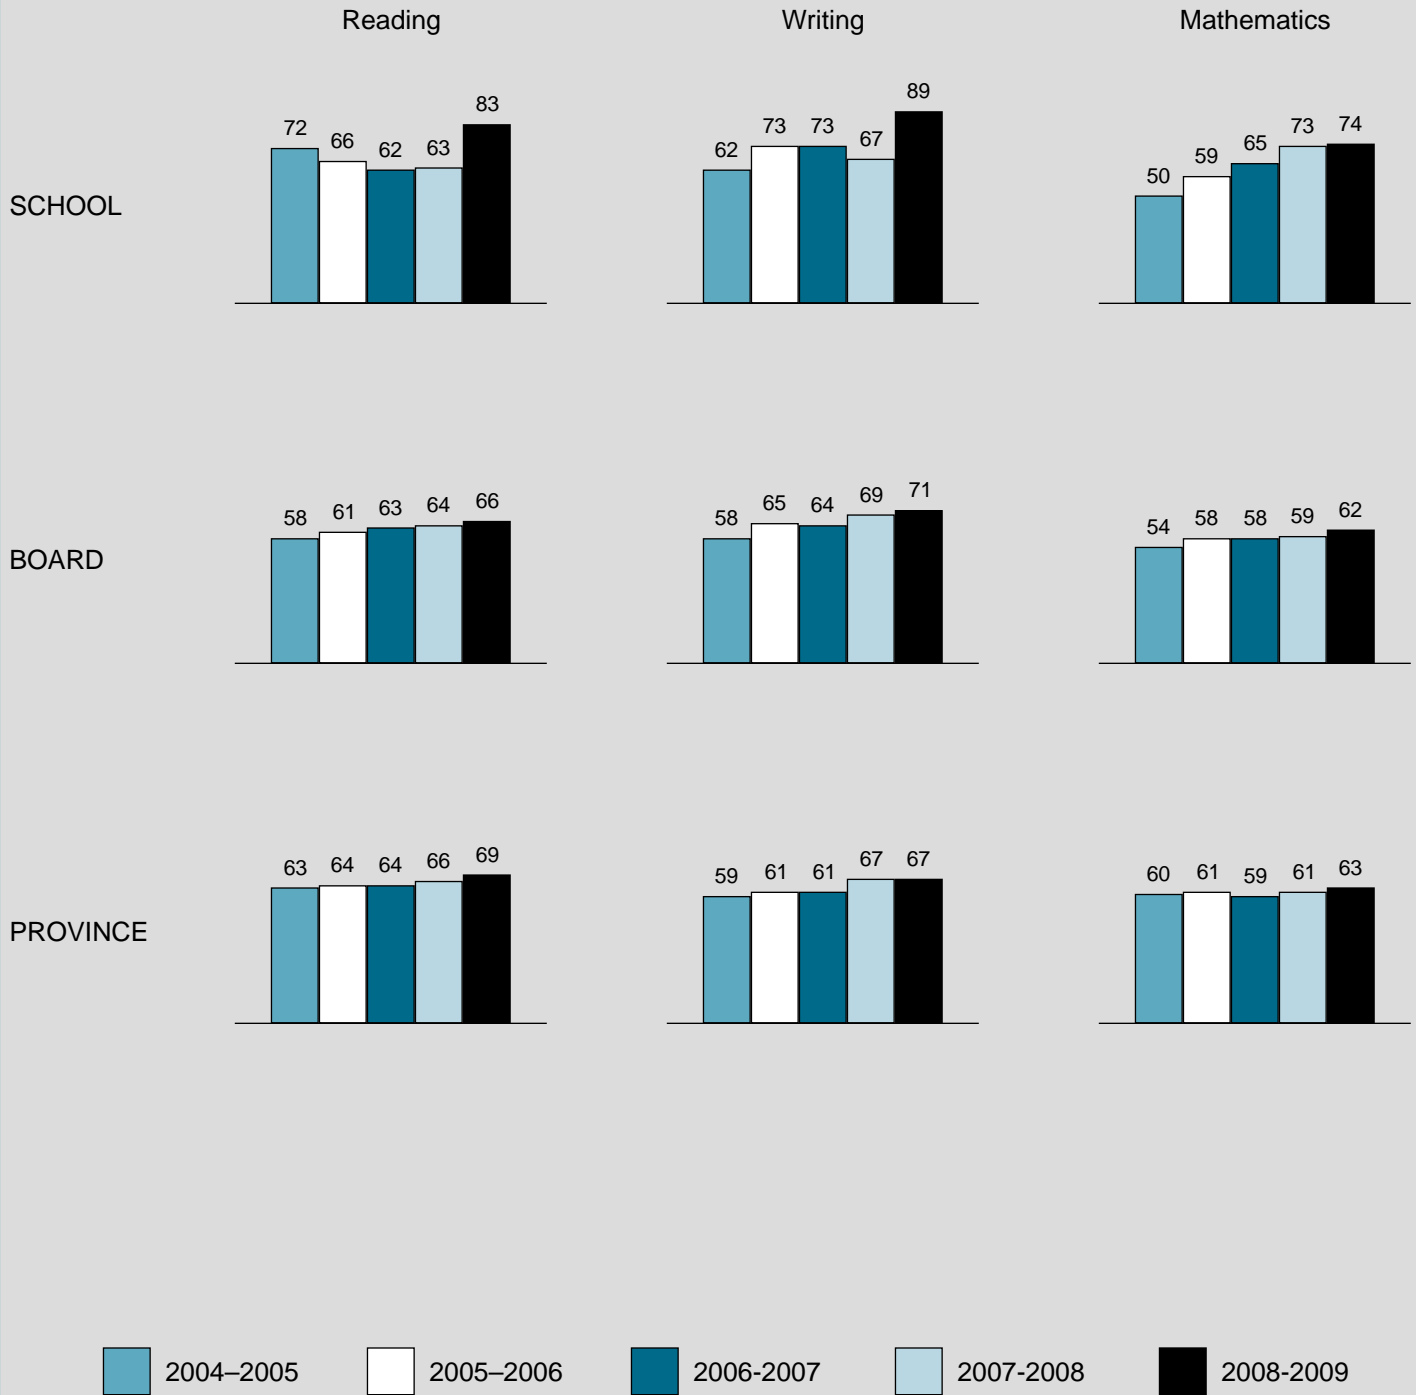 Reading Writing Mathematics
SCHOOL
72 66 62 63 83
62 73 73 67 89
50 59 65 73 74
BOARD
58 61 63 64 66
58 65 64 69 71
54 58 58 59 62
PROVINCE
63 64 64 66 69
59 61 61 67 67
60 61 59 61 63
2004–2005 2005–2006 2006-2007 2007-2008 2008-2009